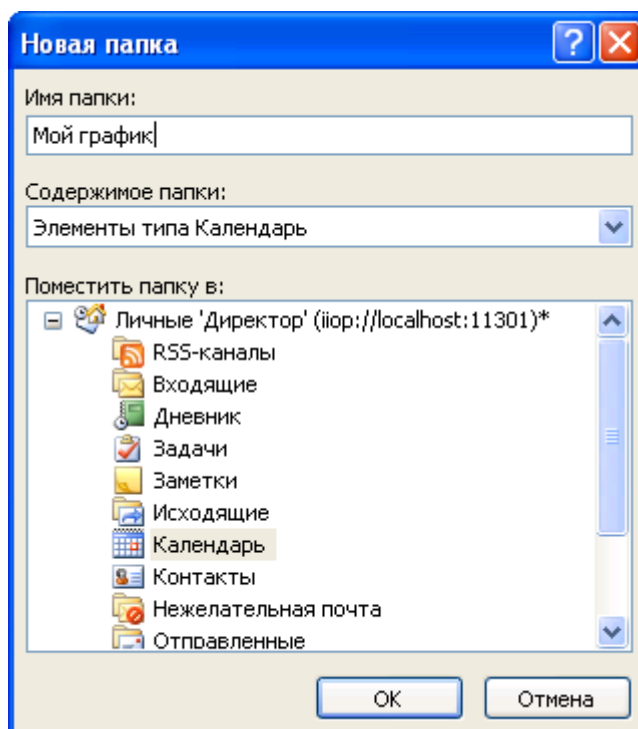 Новая папка
Имя папки:
Мой график
Содержимое папки:
Элементы типа Календарь
Поместить папку в:
Личные 'Директор' (iiop://localhost:11301)*
RSS-каналы
Входящие
Дневник
Задачи
Заметки
Исходящие
Календарь
Контакты
Нежелательная почта
Отправленные
ОК
Отмена